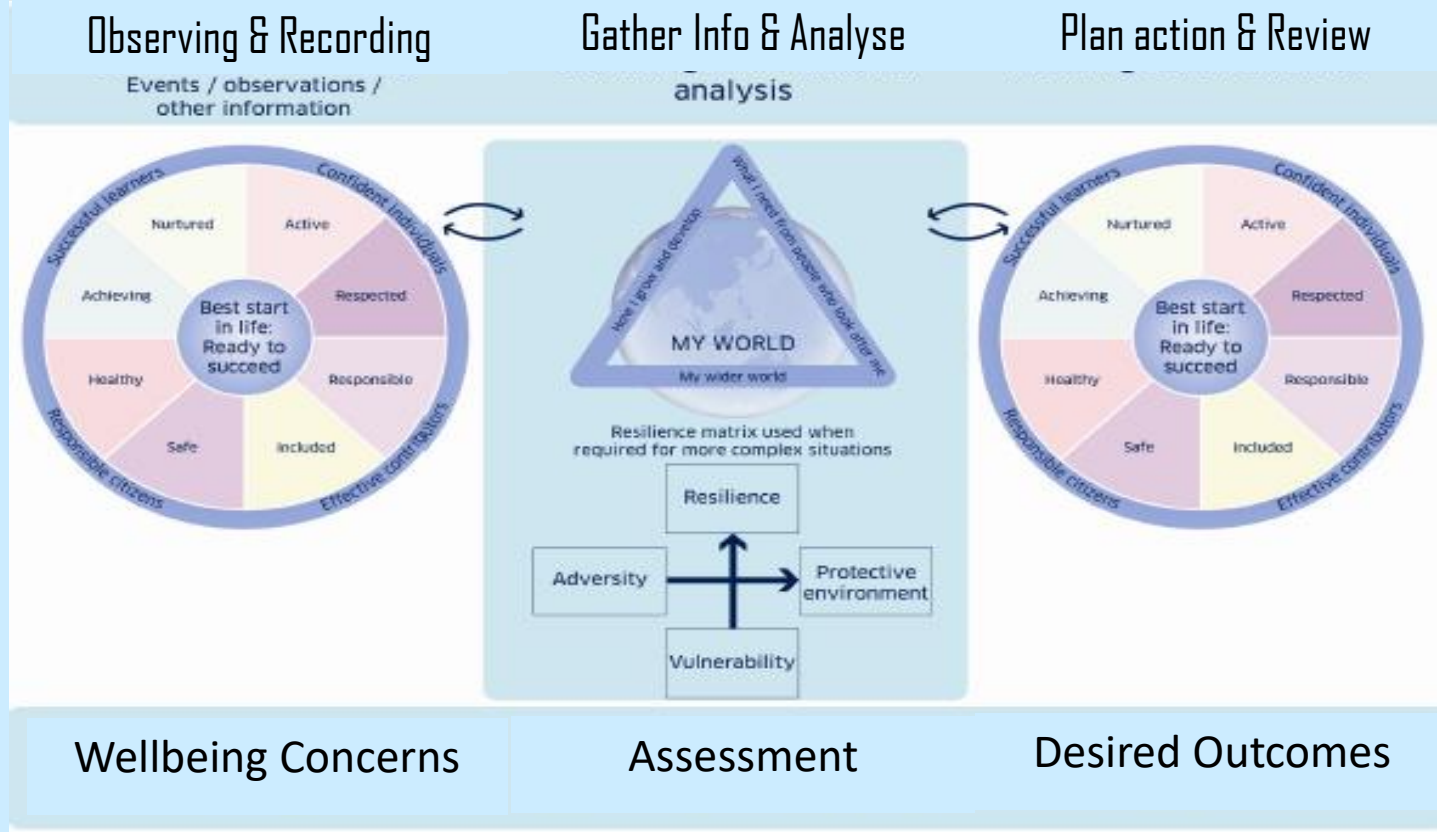 Observing & Recording
Gather Info & Analyse
Plan action & Review
Events / observations /
other information
analysis
Successful learners
Confident individuals
Nurtured
Active
Achieving
Respected
Best start
in life:
Ready to
succeed
Healthy
Responsible
Safe
Included
Responsible citizens
Effective contributors
How I grow and develop
What I need from people who look after me
MY WORLD
My wider world
Resilience matrix used when
required for more complex situations
Resilience
Adversity
Protective
environment
Vulnerability
Successful learners
Confident individuals
Nurtured
Active
Achieving
Respected
Best start
in life:
Ready to
succeed
Healthy
Responsible
Safe
Included
Responsible citizens
Effective contributors
Wellbeing Concerns
Assessment
Desired Outcomes